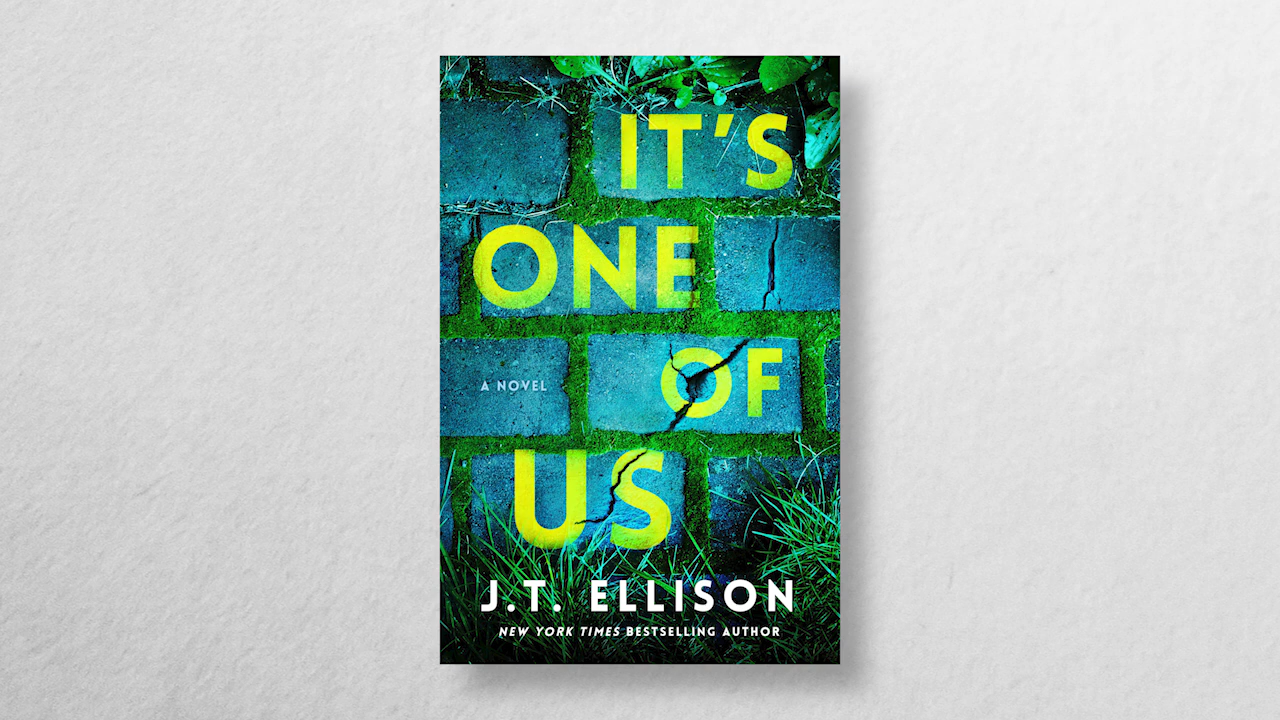 IT'S
ONE
OF
A NOVEL
US
J.T. ELLISON
NEW YORK TIMES BESTSELLING AUTHOR